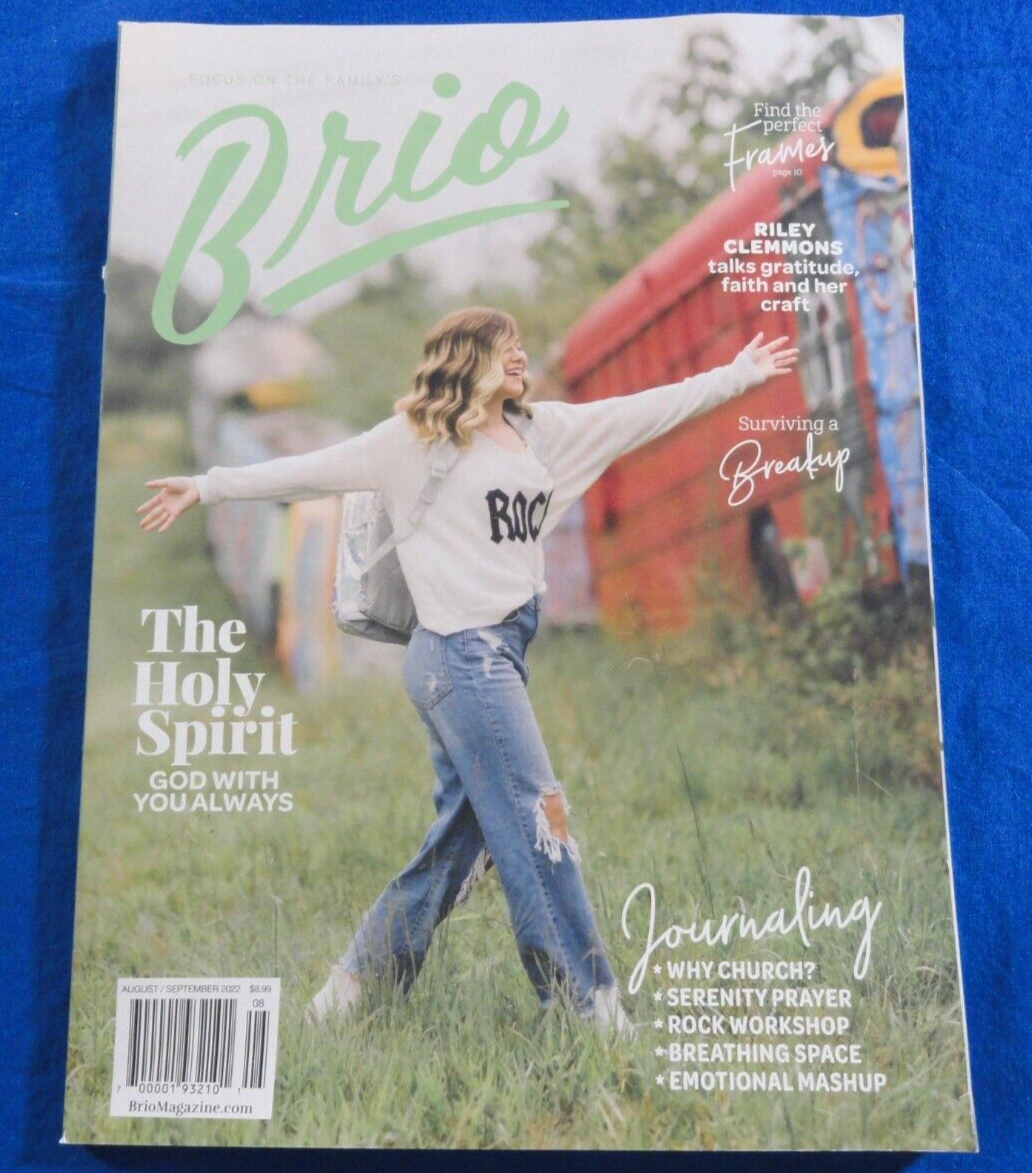 FOCUS ON THE FAMILY'S
Brio
Find the
perfect
Frames
page 10
RILEY
CLEMMONS
talks gratitude,
faith and her
craft
Surviving a
Breakup
ROC
The
Holy
Spirit
GOD WITH
YOU ALWAYS
Journaling
* WHY CHURCH?
* SERENITY PRAYER
* ROCK WORKSHOP
* BREATHING SPACE
* EMOTIONAL MASHUP
AUGUST / SEPTEMBER 2022 $8.99
08
7 00001 93210 1
BrioMagazine.com